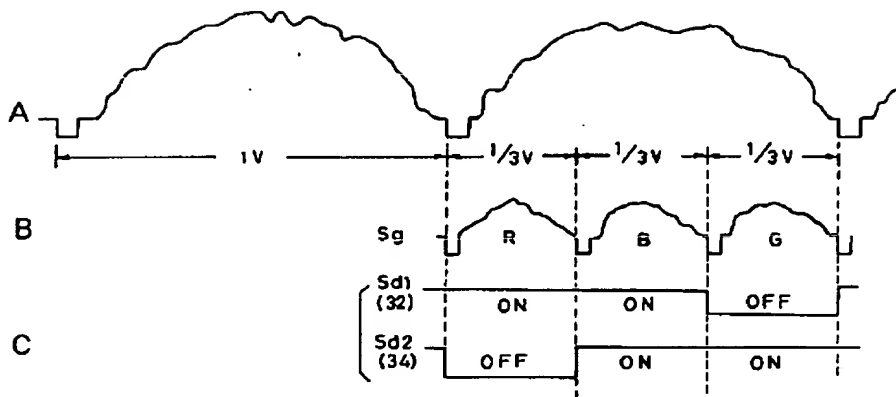 A
1V 1/3V 1/3V 1/3V
B Sg R B G
Sd1 (32) ON ON OFF
C Sd2 (34) OFF ON ON